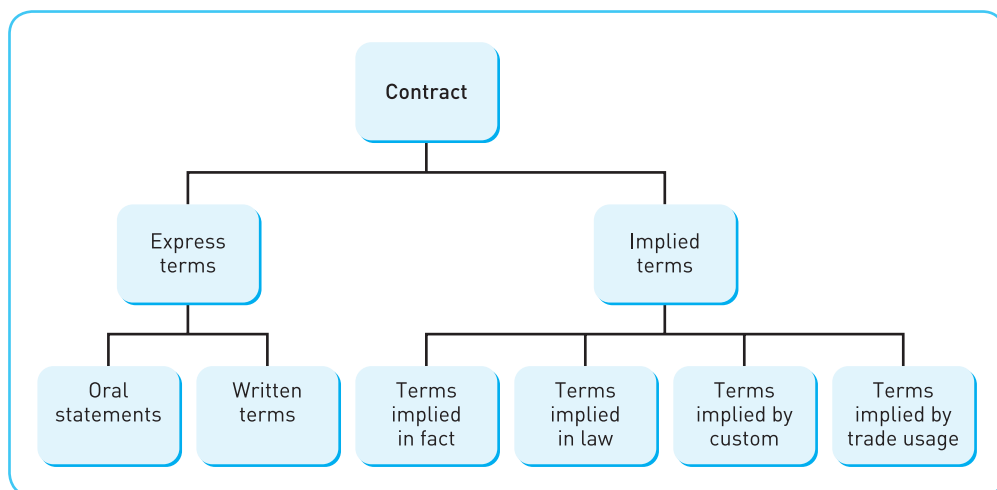 Contract
Express
terms
Implied
terms
Oral
statements
Written
terms
Terms
implied
in fact
Terms
implied
in law
Terms
implied by
custom
Terms
implied by
trade usage